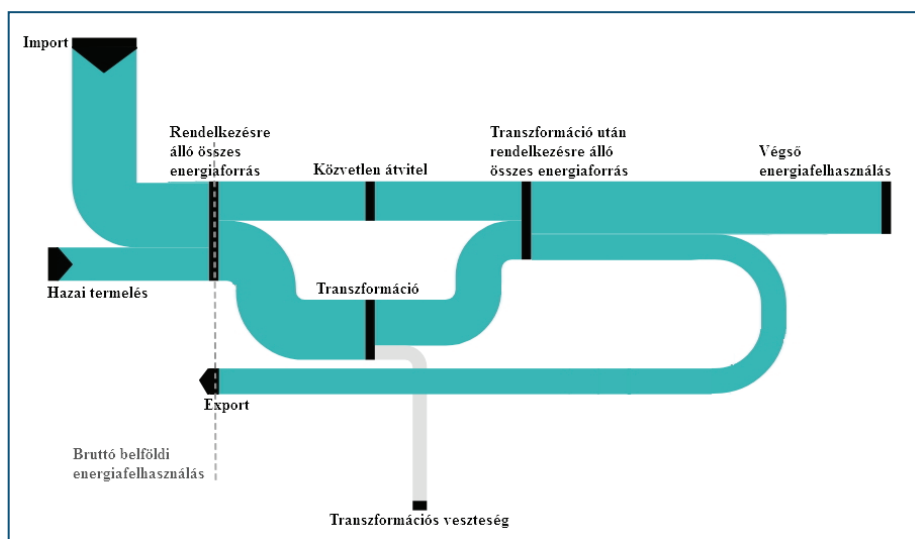 Import
Rendelkezésre
álló összes
energiaforrás
Közvetlen átvitel
Transzformáció után
rendelkezésre álló
összes energiaforrás
Végső
energiafelhasználás
Hazai termelés
Transzformáció
Export
Bruttó belföldi
energiafelhasználás
Transzformációs veszteség